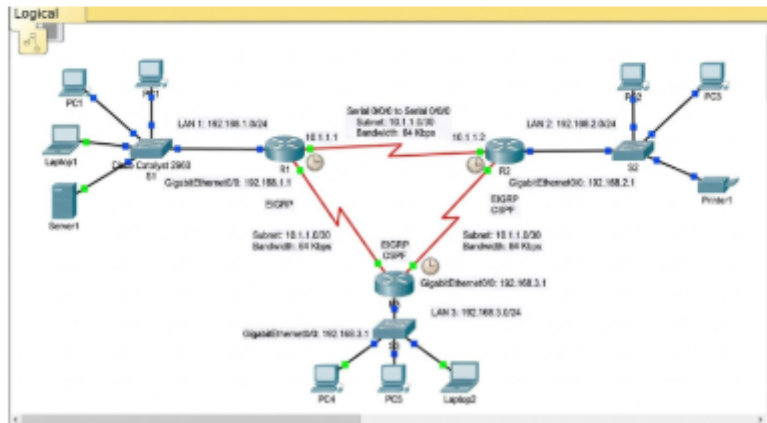 Logical
PC1
PC1
Laptop1
Server1
LAN 1: 192.168.1.0/24
Cisco Catalyst 2960
S1
GigabitEthernet0/0: 192.168.1.1
10.1.1.1
R1
EIGRP
Serial 0/0/0 to Serial 0/0/0
Subnet: 10.1.1.0/30
Bandwidth: 64 Kbps
10.1.1.2
R2
LAN 2: 192.168.2.0/24
PC3
S2
GigabitEthernet0/0: 192.168.2.1
Printer1
EIGRP
OSPF
Subnet: 10.1.1.0/30
Bandwidth: 64 Kbps
Subnet: 10.1.1.0/30
Bandwidth: 64 Kbps
EIGRP
OSPF
GigabitEthernet0/0: 192.168.3.1
LAN 3: 192.168.3.0/24
GigabitEthernet0/0: 192.168.3.1
PC4
PC5
Laptop2